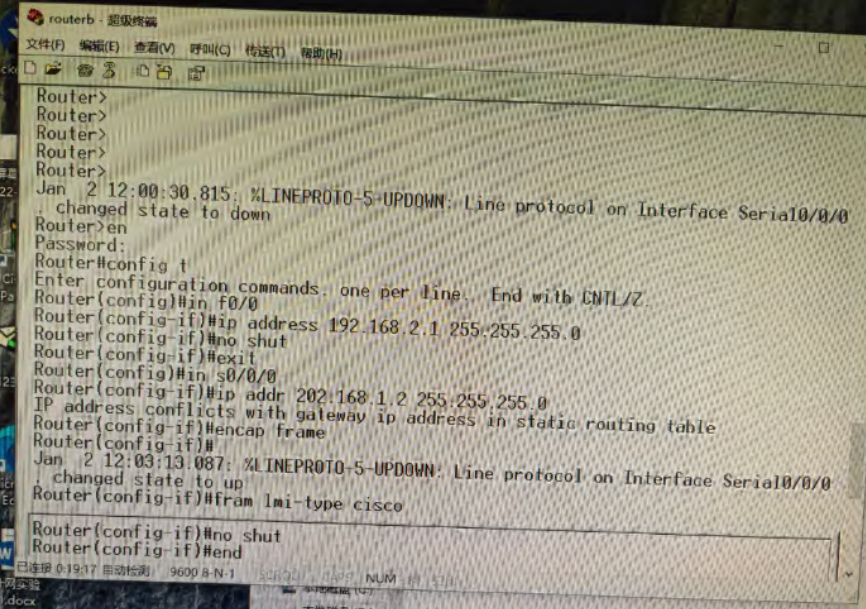 routerb - 超级终端
文件(F) 编辑(E) 查看(V) 呼叫(C) 传送(T) 帮助(H)
Router>
Router>
Router>
Router>
Router>
Jan 2 12:00:30.815: %LINEPROTO-5-UPDOWN: Line protocol on Interface Serial0/0/0
, changed state to down
Router>en
Password:
Router#config t
Enter configuration commands, one per line. End with CNTL/Z.
Router(config)#in f0/0
Router(config-if)#ip address 192.168.2.1 255.255.255.0
Router(config-if)#no shut
Router(config-if)#exit
Router(config)#in s0/0/0
Router(config-if)#ip addr 202.168.1.2 255.255.255.0
IP address conflicts with gateway ip address in static routing table
Router(config-if)#encap frame
Router(config-if)#
Jan 2 12:03:13.087: %LINEPROTO-5-UPDOWN: Line protocol on Interface Serial0/0/0
, changed state to up
Router(config-if)#fram lmi-type cisco
Router(config-if)#no shut
Router(config-if)#end
已连接 0:19:17 自动检测 9600 8-N-1 SCROLL CAPS NUM
网实验
.docx